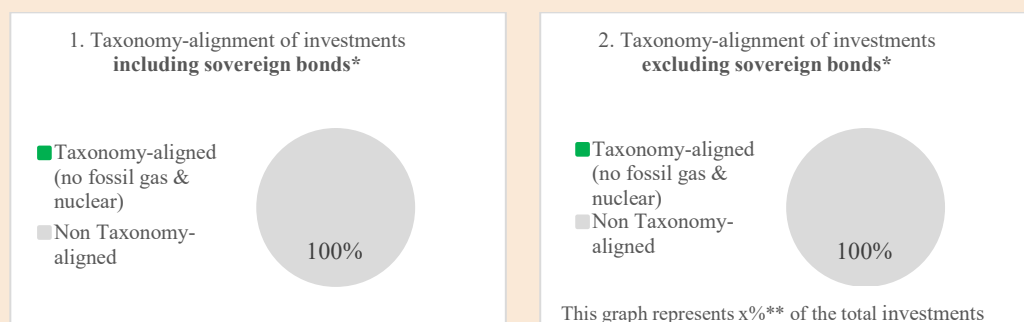 1. Taxonomy-alignment of investments
including sovereign bonds*
Taxonomy-aligned
(no fossil gas &
nuclear)
Non Taxonomy-
aligned
100%
2. Taxonomy-alignment of investments
excluding sovereign bonds*
Taxonomy-aligned
(no fossil gas &
nuclear)
Non Taxonomy-
aligned
100%
This graph represents x%** of the total investments